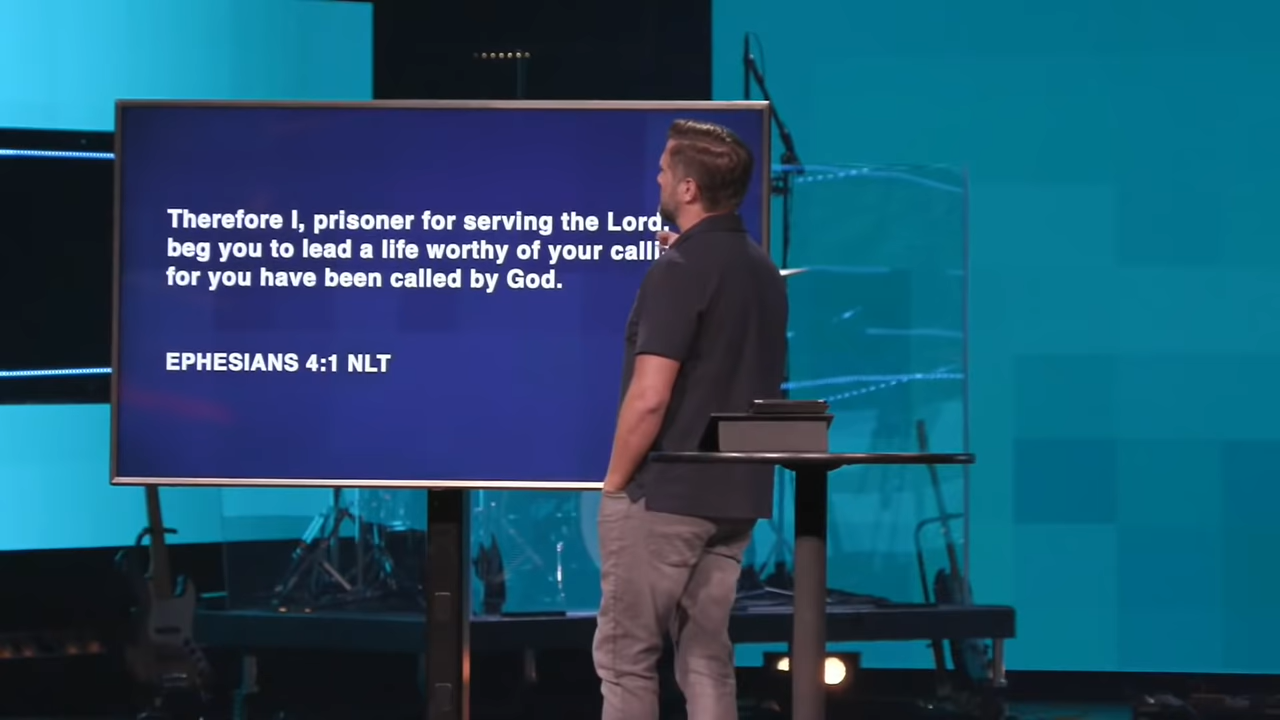 Therefore I, prisoner for serving the Lord,
beg you to lead a life worthy of your
for you have been called by God.
EPHESIANS 4:1 NLT